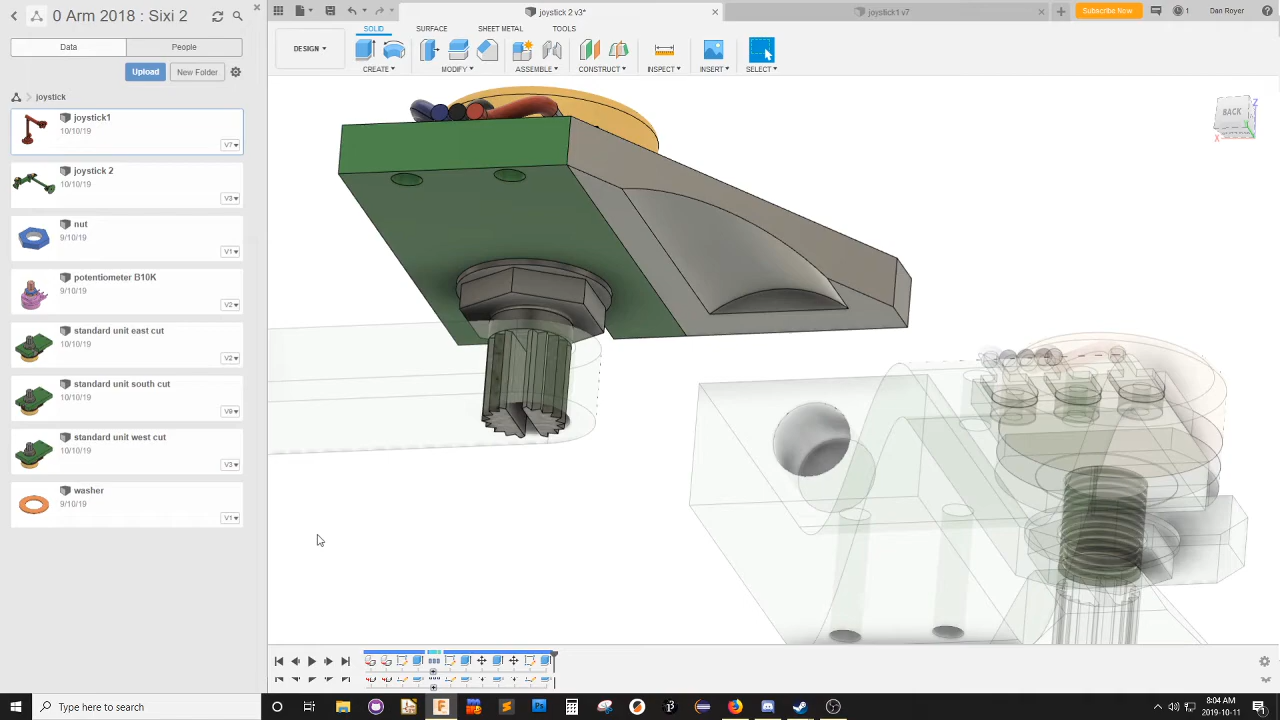 0 Arm 2018 : Sixi 2
joystick 2 v3*
joystick1 v7
Subscribe Now
1
Dan Royer
Data
People
SOLID
SURFACE
SHEET METAL
TOOLS
DESIGN
Upload
New Folder
CREATE
MODIFY
ASSEMBLE
CONSTRUCT
INSPECT
INSERT
SELECT
joystick
joystick1
10/10/19
V7
joystick 2
10/10/19
V3
nut
9/10/19
V1
potentiometer B10K
9/10/19
V2
standard unit east cut
10/10/19
V2
standard unit south cut
10/10/19
V9
standard unit west cut
10/10/19
V3
washer
9/10/19
V1
BACK
Z
X
Type here to search
8:04 AM
2019-10-11